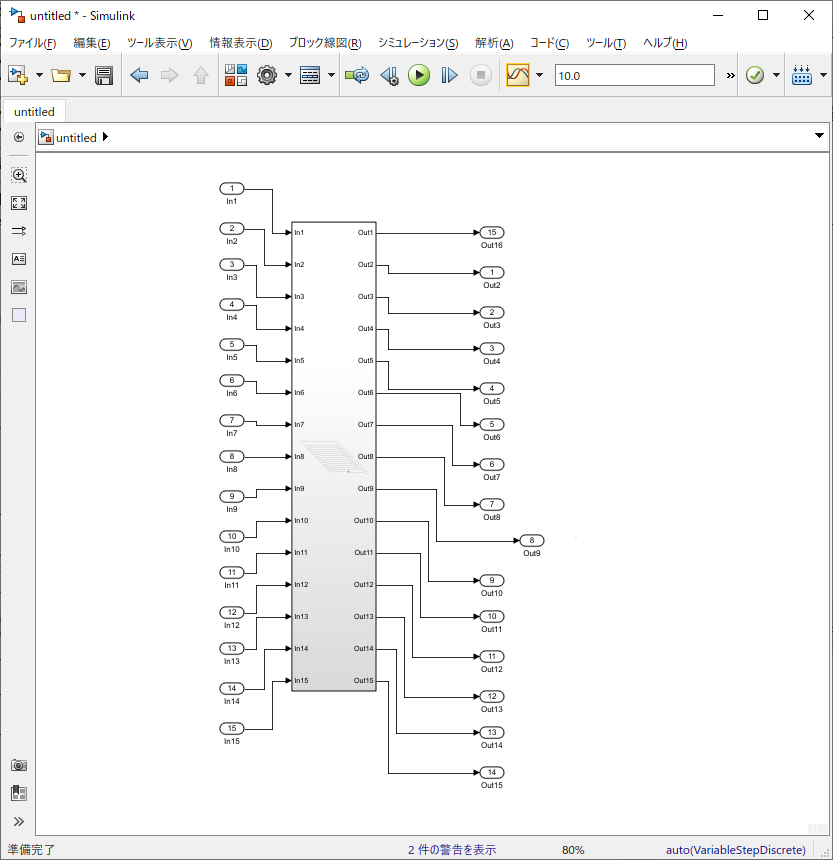 untitled * - Simulink
ファイル(F) 編集(E) ツール表示(V) 情報表示(D) ブロック線図(R) シミュレーション(S) 解析(A) コード(C) ツール(T) ヘルプ(H)
10.0
»
untitled
untitled
1
In1
2
In2
3
In3
4
In4
5
In5
6
In6
7
In7
8
In8
9
In9
10
In10
11
In11
12
In12
13
In13
14
In14
15
In15
In1 Out1
In2 Out2
In3 Out3
In4 Out4
In5 Out5
In6 Out6
In7 Out7
In8 Out8
In9 Out9
In10 Out10
In11 Out11
In12 Out12
In13 Out13
In14 Out14
In15 Out15
15
Out16
1
Out2
2
Out3
3
Out4
4
Out5
5
Out6
6
Out7
7
Out8
8
Out9
9
Out10
10
Out11
11
Out12
12
Out13
13
Out14
14
Out15
準備完了 2 件の警告を表示 80% auto(VariableStepDiscrete)